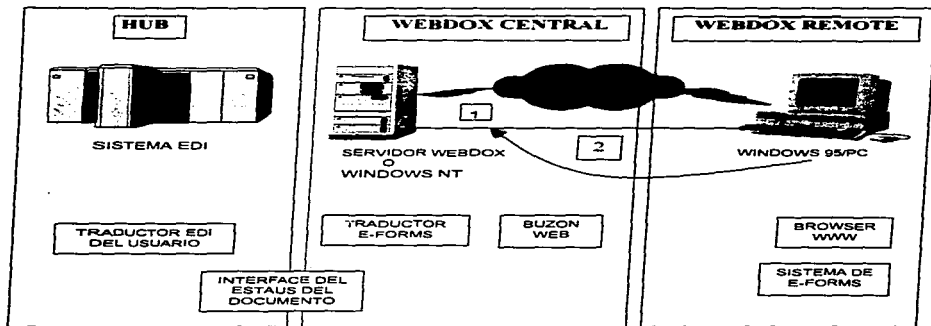 HUB
WEBDOX CENTRAL
WEBDOX REMOTE
1
2
SISTEMA EDI
SERVIDOR WEBDOX
O
WINDOWS NT
WINDOWS 95/PC
TRADUCTOR EDI
DEL USUARIO
TRADUCTOR
E-FORMS
BUZON
WEB
BROWSER
WWW
INTERFACE DEL
ESTAUS DEL
DOCUMENTO
SISTEMA DE
E-FORMS